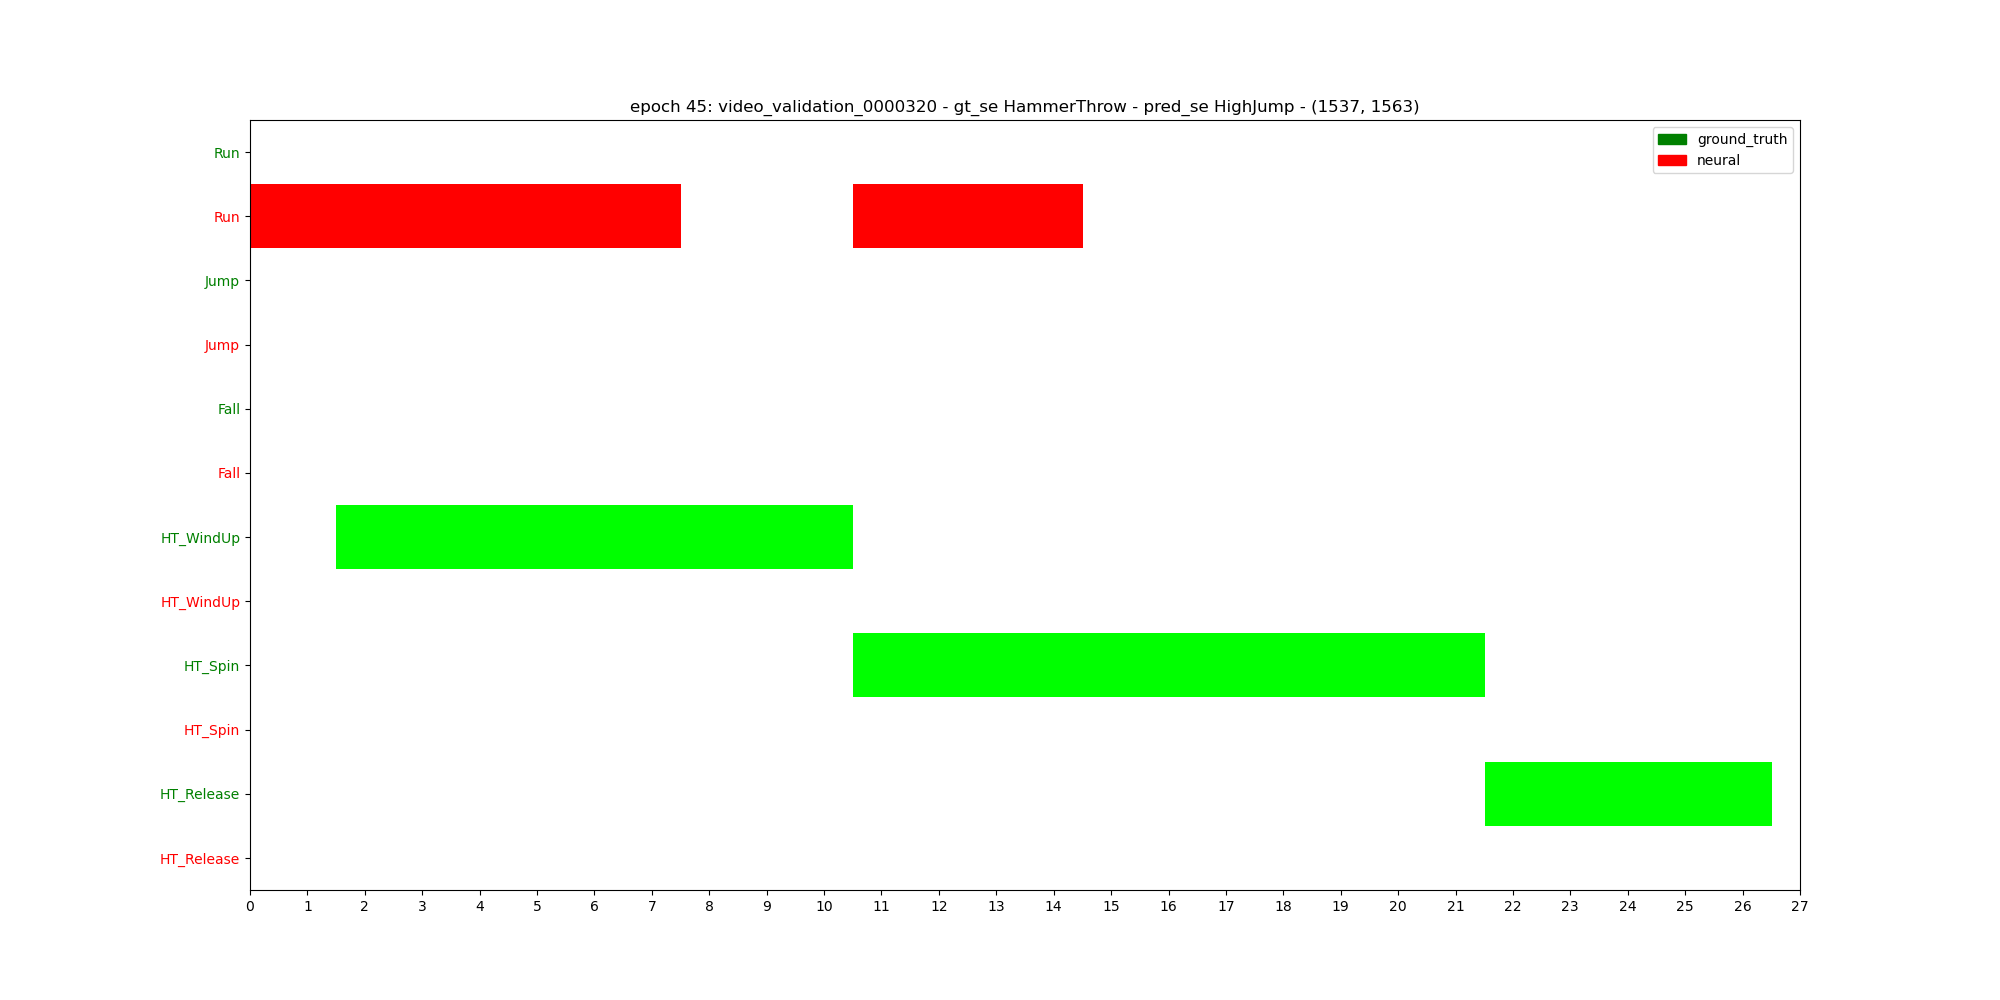 epoch 45: video_validation_0000320 - gt_se HammerThrow - pred_se HighJump - (1537, 1563)
ground_truth
neural
Run
Run
Jump
Jump
Fall
Fall
HT_WindUp
HT_WindUp
HT_Spin
HT_Spin
HT_Release
HT_Release
0 1 2 3 4 5 6 7 8 9 10 11 12 13 14 15 16 17 18 19 20 21 22 23 24 25 26 27